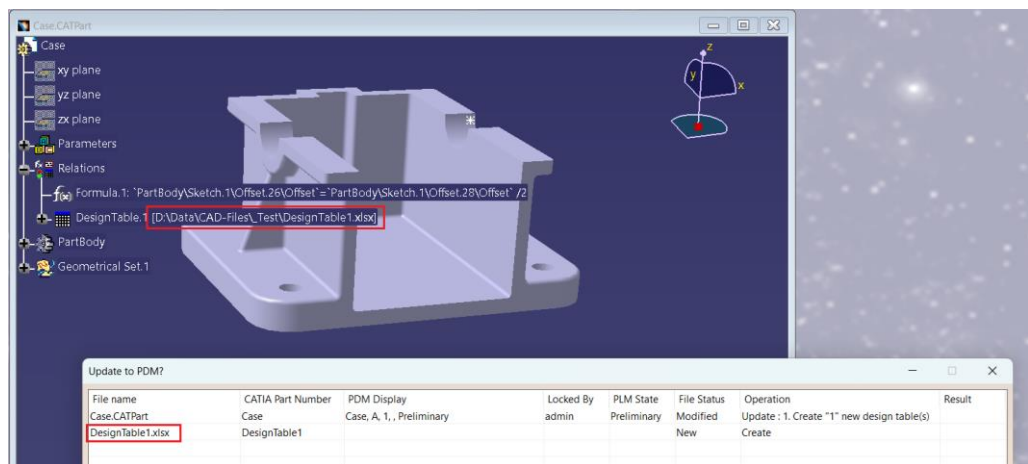 Case.CATPart
Case
xy plane
yz plane
zx plane
Parameters
Relations
f(x) Formula.1: `PartBody\Sketch.1\Offset.26\Offset`=`PartBody\Sketch.1\Offset.28\Offset` /2
DesignTable.1 [D:\Data\CAD-Files\_Test\DesignTable1.xlsx]
PartBody
Geometrical Set.1
z
y
x
Update to PDM?
File name CATIA Part Number PDM Display Locked By PLM State File Status Operation Result
Case.CATPart Case Case, A, 1, , Preliminary admin Preliminary Modified Update : 1. Create "1" new design table(s)
DesignTable1.xlsx DesignTable1 New Create